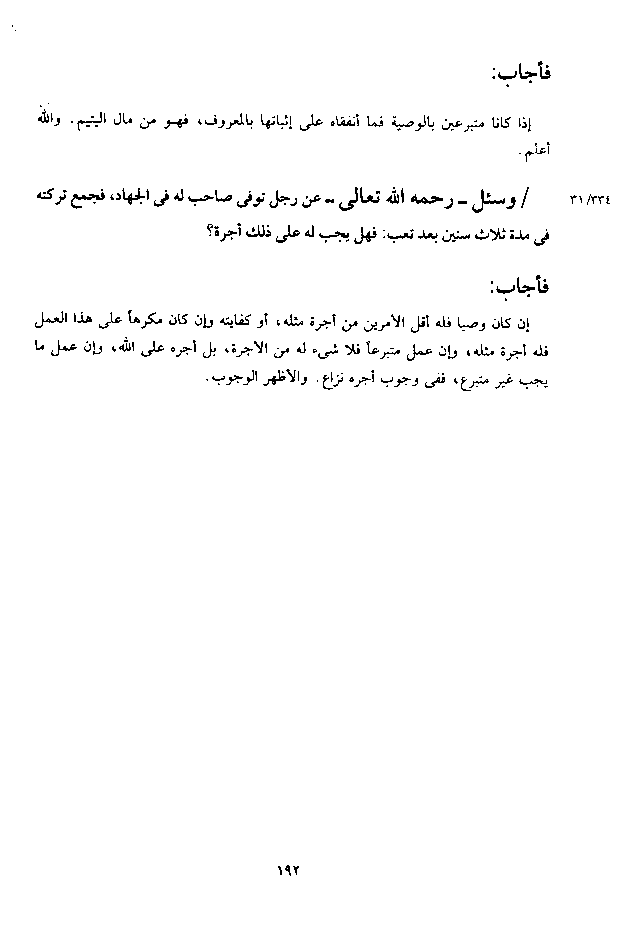 فأجاب:
إذا كانا متبرعين بالوصية فما أنفقاه على إثباتها بالمعروف، فهو من مال اليتيم. والله
أعلم.
٣١/٣٣٤ / وسئل ــ رحمه الله تعالى ــ عن رجل توفى صاحب له فى الجهاد، فجمع تركته
فى مدة ثلاث سنين بعد تعب: فهل يجب له على ذلك أجرة؟
فأجاب:
إن كان وصيا فله أقل الأمرين من أجرة مثله، أو كفايته وإن كان مكرهاً على هذا العمل
فله أجرة مثله، وإن عمل متبرعاً فلا شىء له من الأجرة، بل أجره على الله، وإن عمل ما
يجب غير متبرع، ففى وجوب أجره نزاع. والأظهر الوجوب.
١٩٢